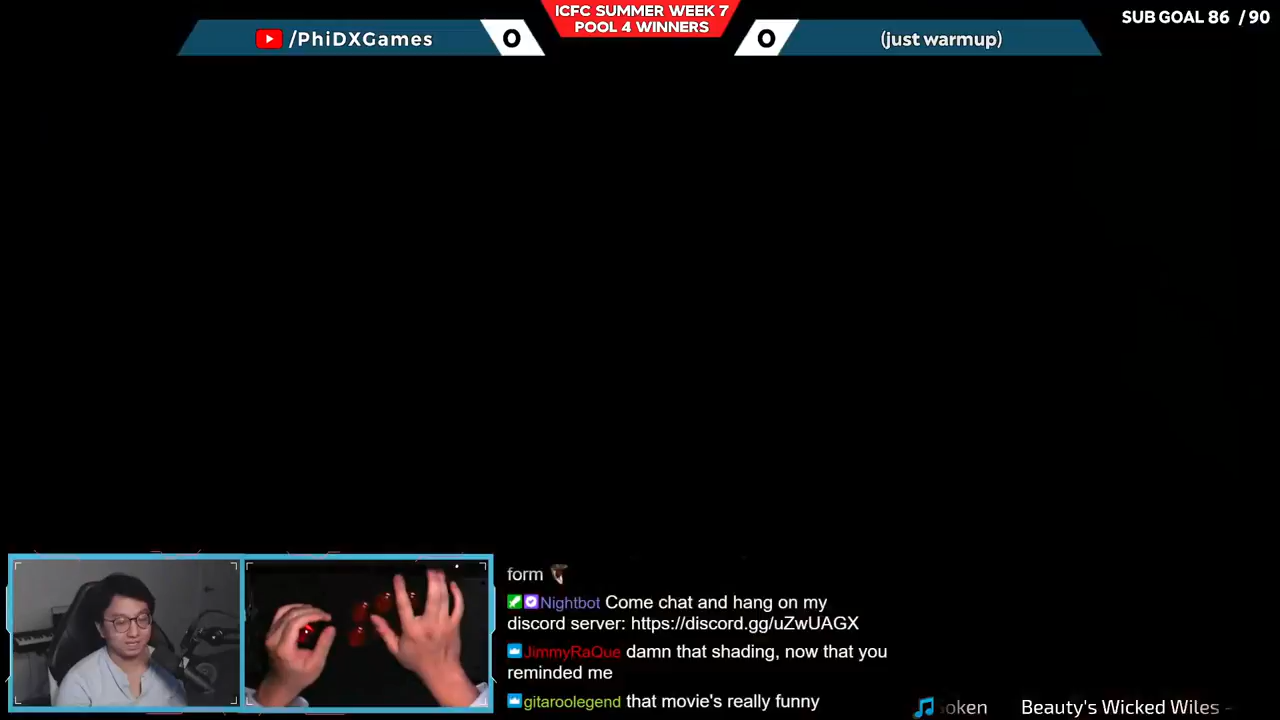 ICFC SUMMER WEEK 7
POOL 4 WINNERS
SUB GOAL 86 / 90
/PhiDXGames 0
0 (just warmup)
form
Nightbot Come chat and hang on my
discord server: https://discord.gg/uZwUAGX
JimmyRaQue damn that shading, now that you
reminded me
gitaroolegend that movie's really funny
oken Beauty's Wicked Wiles -